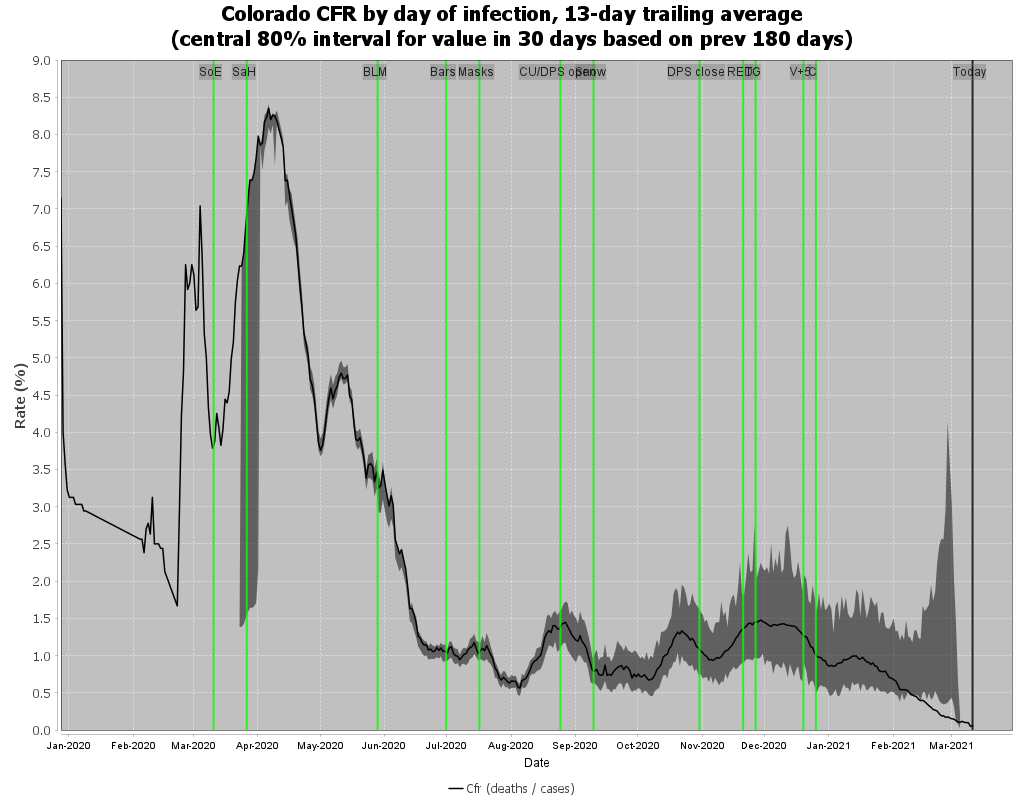 Colorado CFR by day of infection, 13-day trailing average
(central 80% interval for value in 30 days based on prev 180 days)
SoE SaH BLM Bars Masks CU/DPS open Snow DPS close RED TG V+5 C Today
9.0
8.5
8.0
7.5
7.0
6.5
6.0
5.5
5.0
4.5
4.0
3.5
3.0
2.5
2.0
1.5
1.0
0.5
0.0
Rate (%)
Jan-2020 Feb-2020 Mar-2020 Apr-2020 May-2020 Jun-2020 Jul-2020 Aug-2020 Sep-2020 Oct-2020 Nov-2020 Dec-2020 Jan-2021 Feb-2021 Mar-2021
Date
Cfr (deaths / cases)